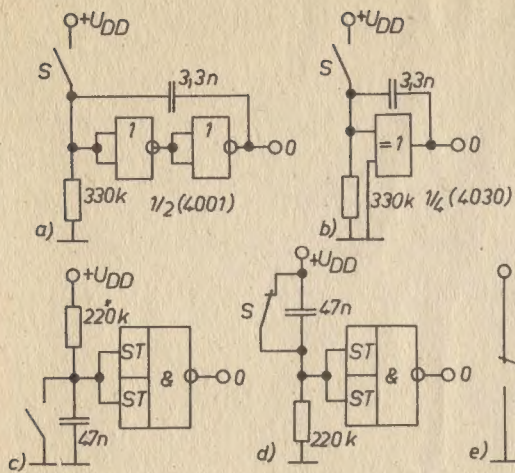 +UDD
S
3,3n
1
1
0
330k
1/2 (4001)
a)
+UDD
S
3,3n
=1
0
330k
1/4 (4030)
b)
+UDD
220k
ST
ST
&
0
47n
c)
+UDD
S
47n
ST
ST
&
0
220k
d)
e)